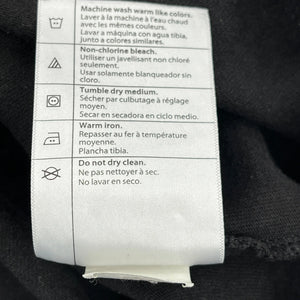 Machine wash warm like colors.
Laver à la machine à l'eau chaud
avec les mêmes couleurs.
Lavar a máquina con agua tibia,
junto a colores similares.
Non-chlorine bleach.
Utiliser un javellisant non chloré
seulement.
Usar solamente blanqueador sin
cloro.
Tumble dry medium.
Sécher par culbutage à réglage
moyen.
Secar en secadora en ciclo medio.
Warm iron.
Repasser au fer à température
moyenne.
Plancha tibia.
Do not dry clean.
Ne pas nettoyer à sec.
No lavar en seco.